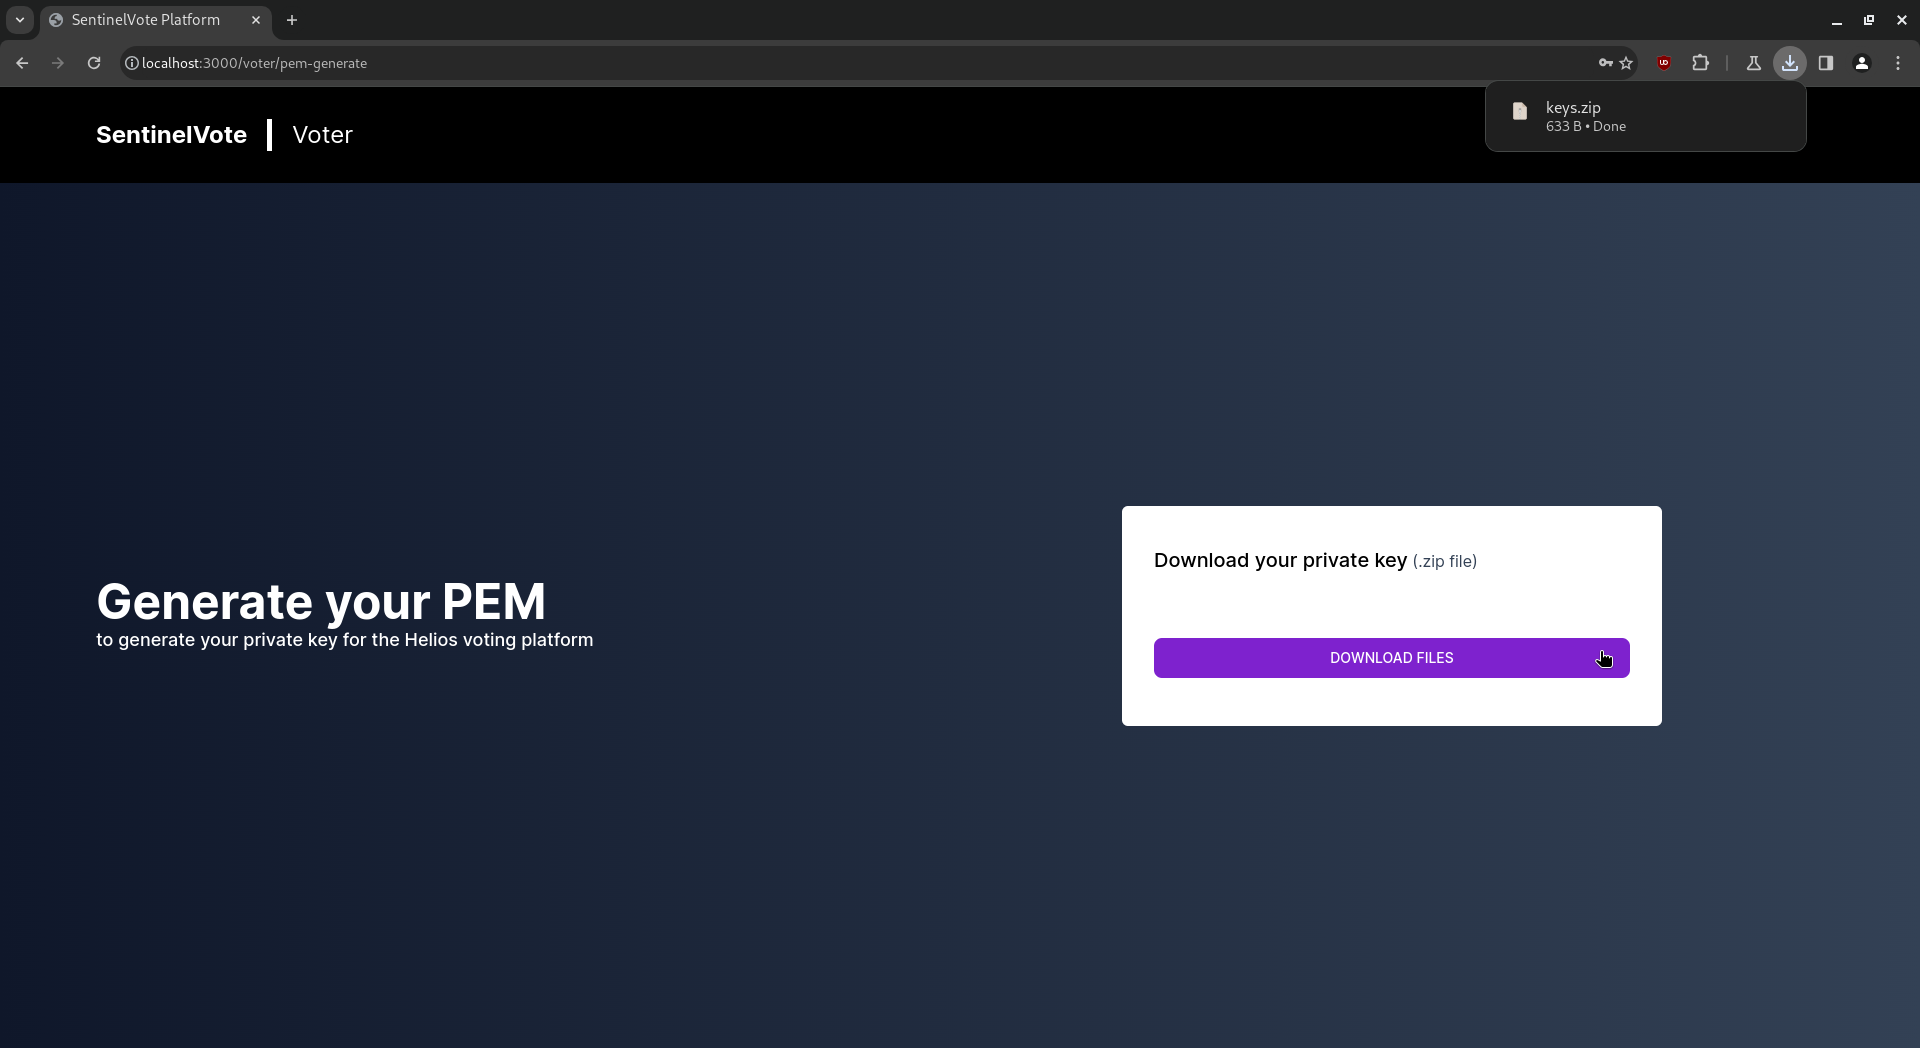 SentinelVote Platform
localhost:3000/voter/pem-generate
keys.zip
633 B • Done
SentinelVote
Voter
Download your private key (.zip file)
Generate your PEM
to generate your private key for the Helios voting platform
DOWNLOAD FILES